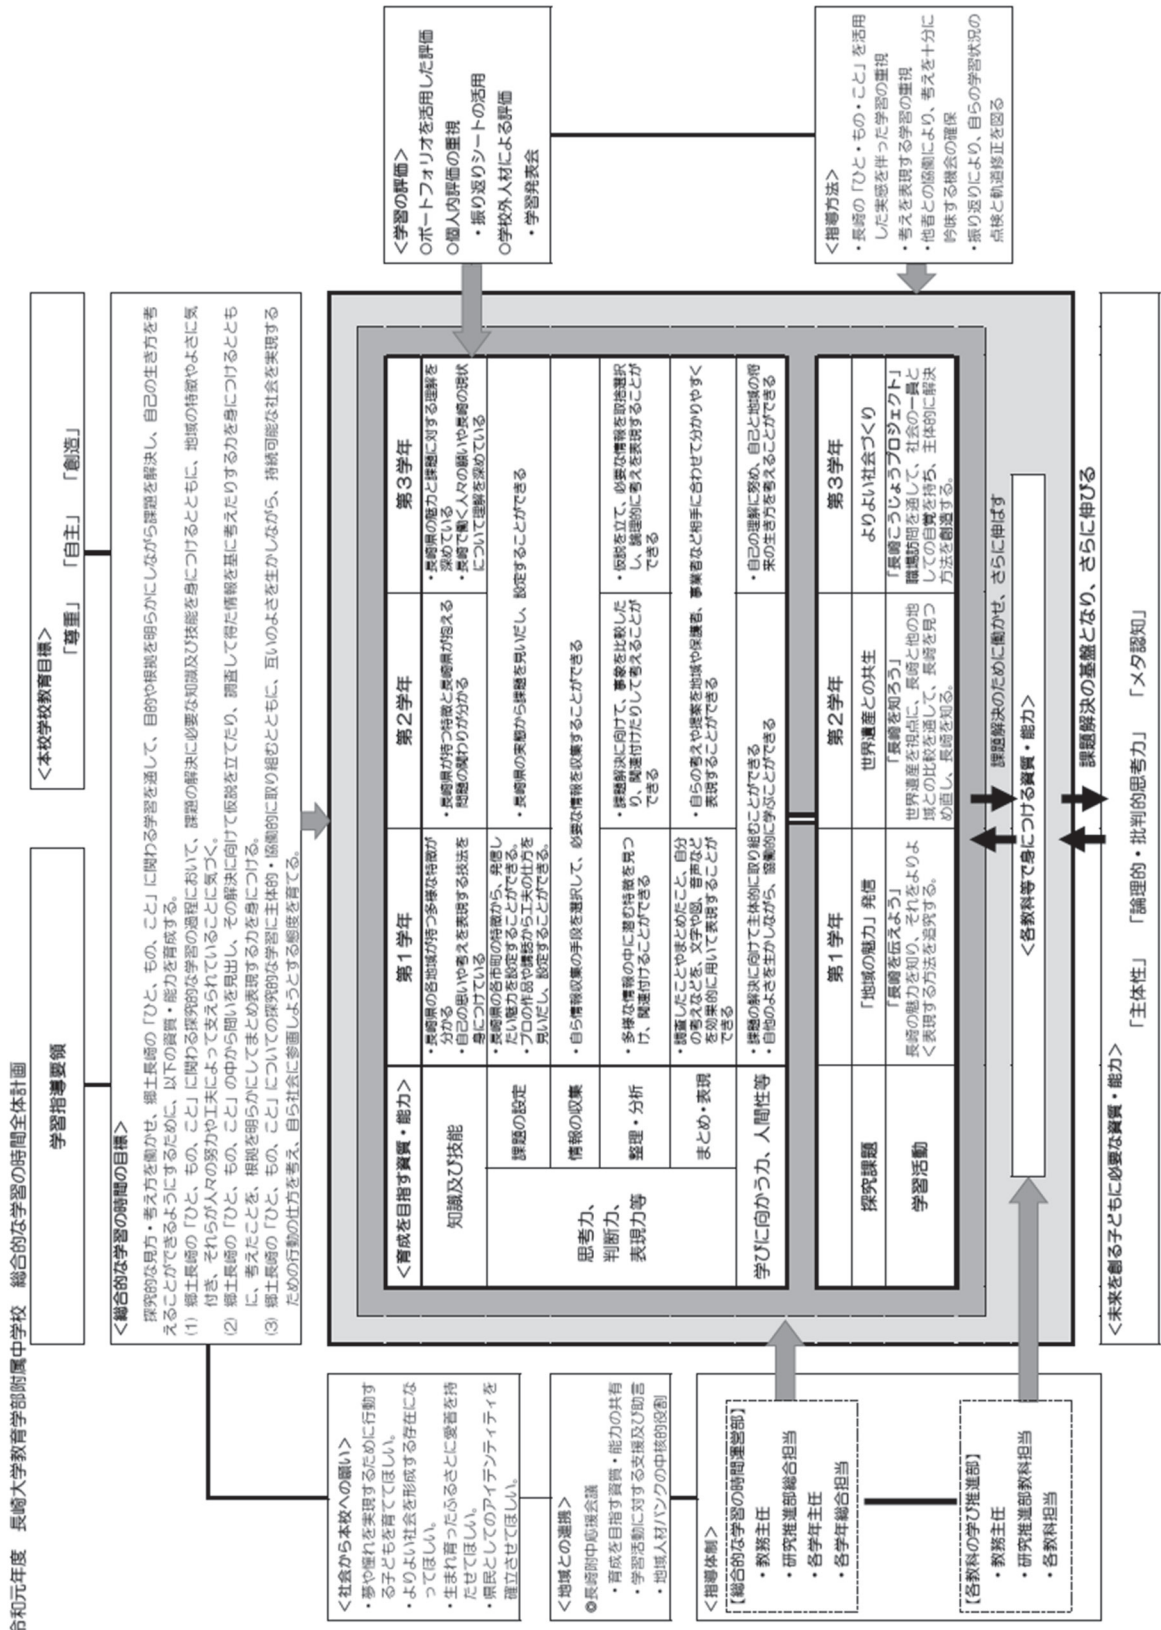 令和元年度　長崎大学教育学部附属中学校　総合的な学習の時間全体計画
学習指導要領
＜本校学校教育目標＞
「尊重」　「自主」　「創造」
＜総合的な学習の時間の目標＞
探究的な見方・考え方を働かせ、郷土長崎の「ひと、もの、こと」に関わる学習を通して、目的や根拠を明らかにしながら課題を解決し、自己の生き方を考
えることができるようにするために、以下の資質・能力を育成する。
(1) 郷土長崎の「ひと、もの、こと」に関わる探究的な学習の過程において、課題の解決に必要な知識及び技能を身につけるとともに、地域の特徴やよさに気
付き、それらが人々の努力や工夫によって支えられていることに気づく。
(2) 郷土長崎の「ひと、もの、こと」の中から問いを見出し、その解決に向けて仮説を立てたり、調査して得た情報を基に考えたりする力を身につけるととも
に、考えたことを、根拠を明らかにしてまとめ表現する力を身につける。
(3) 郷土長崎の「ひと、もの、こと」についての探究的な学習に主体的・協働的に取り組むとともに、互いのよさを生かしながら、持続可能な社会を実現する
ための行動の仕方を考え、自ら社会に参画しようとする態度を育てる。
＜社会から本校への願い＞
・夢や憧れを実現するために行動す
る子どもを育ててほしい。
・よりよい社会を形成する存在にな
ってほしい。
・生まれ育ったふるさとに愛着を持
たせてほしい。
・県民としてのアイデンティティを
確立させてほしい。
＜地域との連携＞
◎長崎附中応援会議
・育成を目指す資質・能力の共有
・学習活動に対する支援及び助言
・地域人材バンクの中核的役割
＜指導体制＞
【総合的な学習の時間運営部】
・教務主任
・研究推進部総合担当
・各学年主任
・各学年総合担当
【各教科の学び推進部】
・教務主任
・研究推進部教科担当
・各教科担当
＜育成を目指す資質・能力＞
第1学年
第2学年
第3学年
知識及び技能
・長崎県の各地域が持つ多様な特徴が
分かる
・自己の思いや考えを表現する技法を
身につけている
・長崎県が持つ特徴と長崎県が抱える
問題の関わりが分かる
・長崎県の魅力と課題に対する理解を
深めている
・長崎で働く人々の願いや長崎の現状
について理解を深めている
思考力、
判断力、
表現力等
課題の設定
・長崎県の各市町の特徴から、発信し
たい魅力を設定することができる。
・プロの作品や講話から工夫の仕方を
見いだし、設定することができる。
・長崎県の実態から課題を見いだし、設定することができる
情報の収集
・自ら情報収集の手段を選択して、必要な情報を収集することができる
整理・分析
・多様な情報の中に潜む特徴を見つ
け、関連付けることができる
・課題解決に向けて、事象を比較した
り、関連付けたりして考えることが
できる
・仮説を立て、必要な情報を取捨選択
し、論理的に考えを表現することが
できる
まとめ・表現
・調査したことやまとめたこと、自分
の考えなどを、文字や図、音声など
を効果的に用いて表現することが
できる
・自らの考えや提案を地域や保護者、事業者など相手に合わせて分かりやすく
表現することができる
学びに向かう力、人間性等
・課題の解決に向けて主体的に取り組むことができる
・自他のよさを生かしながら、協働的に学ぶことができる
・自己の理解に努め、自己と地域の将
来の生き方を考えることができる
第1学年
第2学年
第3学年
探究課題
「地域の魅力」発信
世界遺産との共生
よりよい社会づくり
学習活動
「長崎を伝えよう」
長崎の魅力を知り、それをよりよ
く表現する方法を追究する。
「長崎を知ろう」
世界遺産を視点に、長崎と他の地
域との比較を通して、長崎を見つ
め直し、長崎を知る。
「長崎こうじょうプロジェクト」
職場訪問を通して、社会の一員と
しての自覚を持ち、主体的に解決
方法を創造する。
課題解決のために働かせ、さらに伸ばす
＜各教科等で身につける資質・能力＞
課題解決の基盤となり、さらに伸びる
＜未来を創る子どもに必要な資質・能力＞
「主体性」　「論理的・批判的思考力」　「メタ認知」
＜学習の評価＞
○ポートフォリオを活用した評価
○個人内評価の重視
・振り返りシートの活用
○学校外人材による評価
・学習発表会
＜指導方法＞
・長崎の「ひと・もの・こと」を活用
した実感を伴った学習の重視
・考えを表現する学習の重視
・他者との協働により、考えを十分に
吟味する機会の確保
・振り返りにより、自らの学習状況の
点検と軌道修正を図る